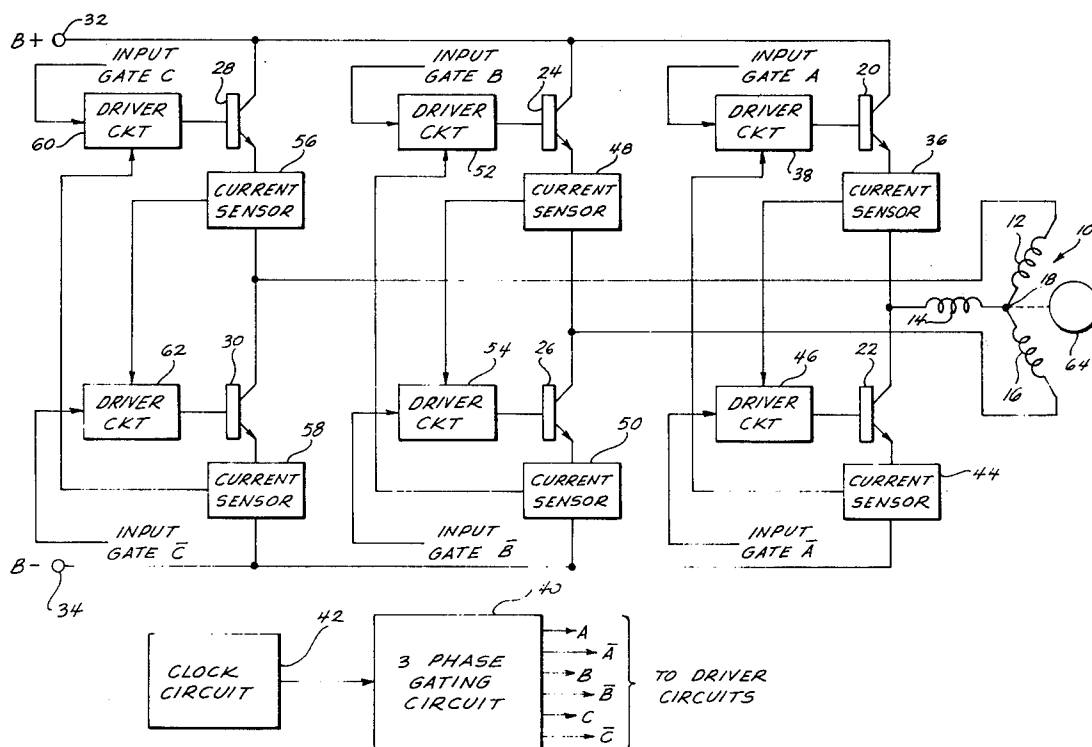 B+ 32
INPUT
GATE C
28
DRIVER
CKT
60
56
CURRENT
SENSOR
INPUT
GATE B
24
DRIVER
CKT
52
48
CURRENT
SENSOR
INPUT
GATE A
20
DRIVER
CKT
38
36
CURRENT
SENSOR
12
10
18
14
16
64
62
DRIVER
CKT
30
58
CURRENT
SENSOR
INPUT
GATE C̅
54
DRIVER
CKT
26
50
CURRENT
SENSOR
INPUT
GATE B̅
46
DRIVER
CKT
22
44
CURRENT
SENSOR
INPUT
GATE A̅
B-
34
42
CLOCK
CIRCUIT
40
3 PHASE
GATING
CIRCUIT
A
A̅
B
B̅
C
C̅
TO DRIVER
CIRCUITS